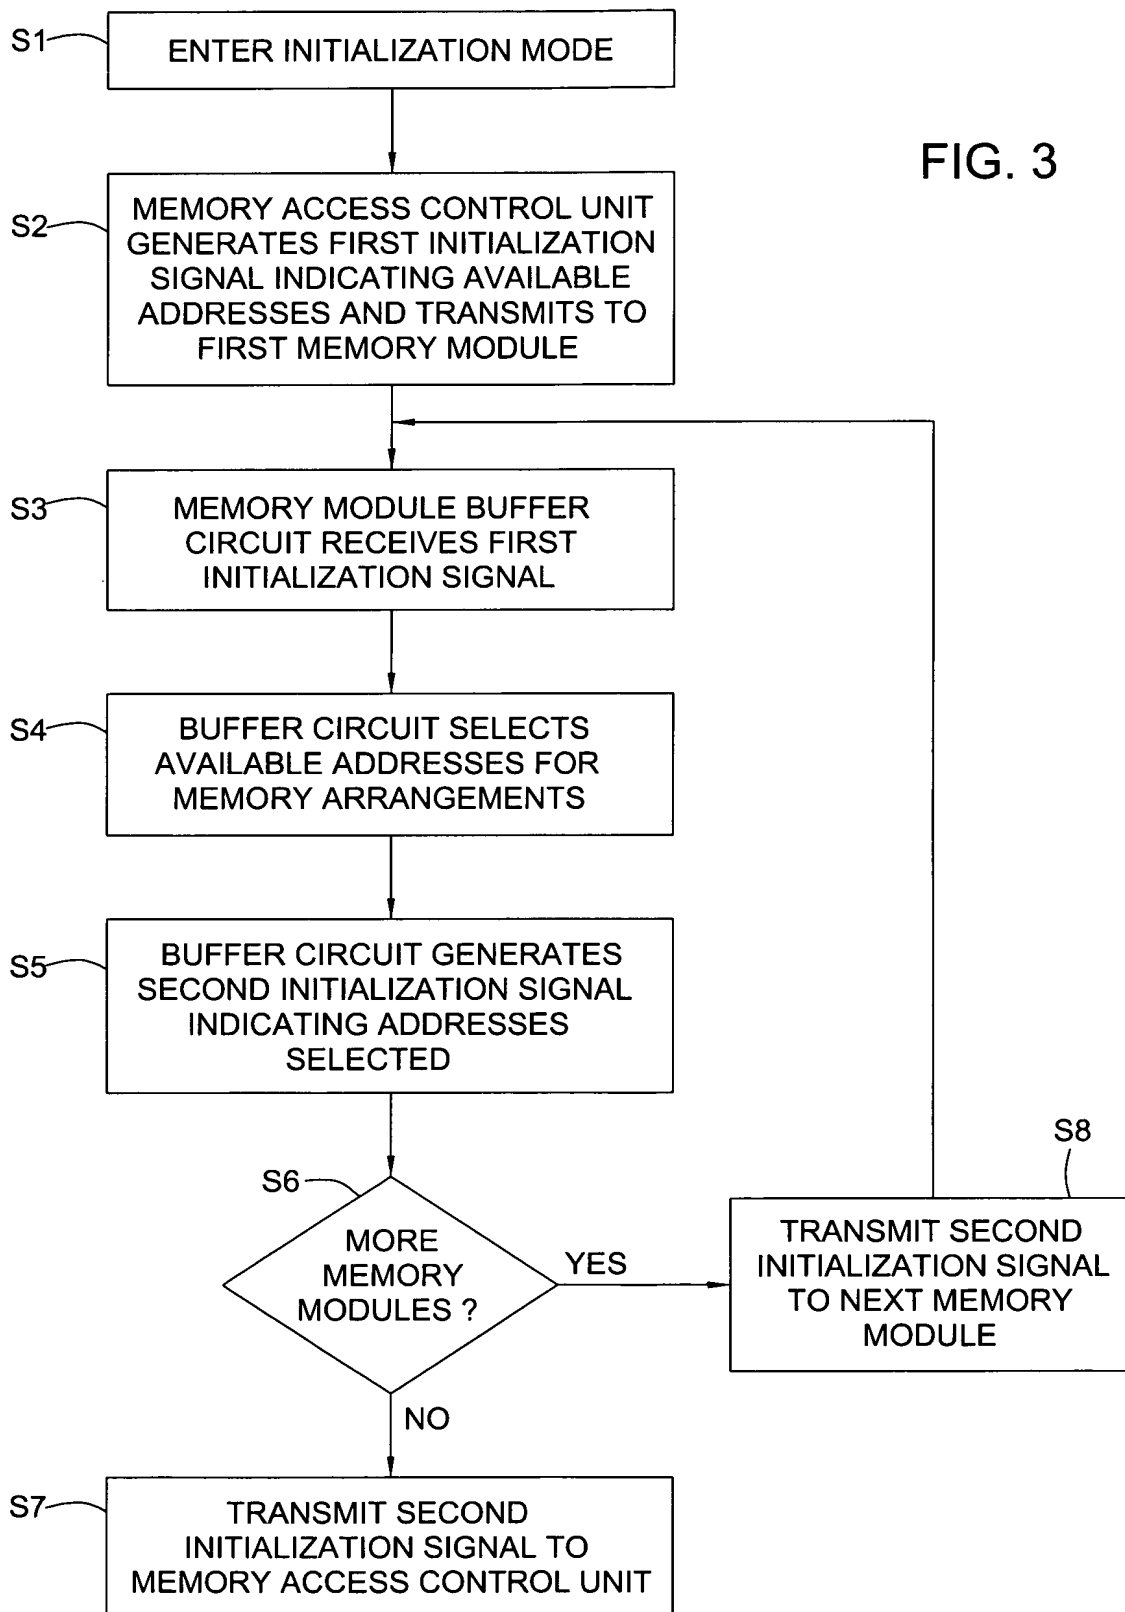 S1
ENTER INITIALIZATION MODE
FIG. 3
S2
MEMORY ACCESS CONTROL UNIT
GENERATES FIRST INITIALIZATION
SIGNAL INDICATING AVAILABLE
ADDRESSES AND TRANSMITS TO
FIRST MEMORY MODULE
S3
MEMORY MODULE BUFFER
CIRCUIT RECEIVES FIRST
INITIALIZATION SIGNAL
S4
BUFFER CIRCUIT SELECTS
AVAILABLE ADDRESSES FOR
MEMORY ARRANGEMENTS
S5
BUFFER CIRCUIT GENERATES
SECOND INITIALIZATION SIGNAL
INDICATING ADDRESSES
SELECTED
S6
MORE
MEMORY
MODULES ?
YES
S8
TRANSMIT SECOND
INITIALIZATION SIGNAL
TO NEXT MEMORY
MODULE
NO
S7
TRANSMIT SECOND
INITIALIZATION SIGNAL TO
MEMORY ACCESS CONTROL UNIT